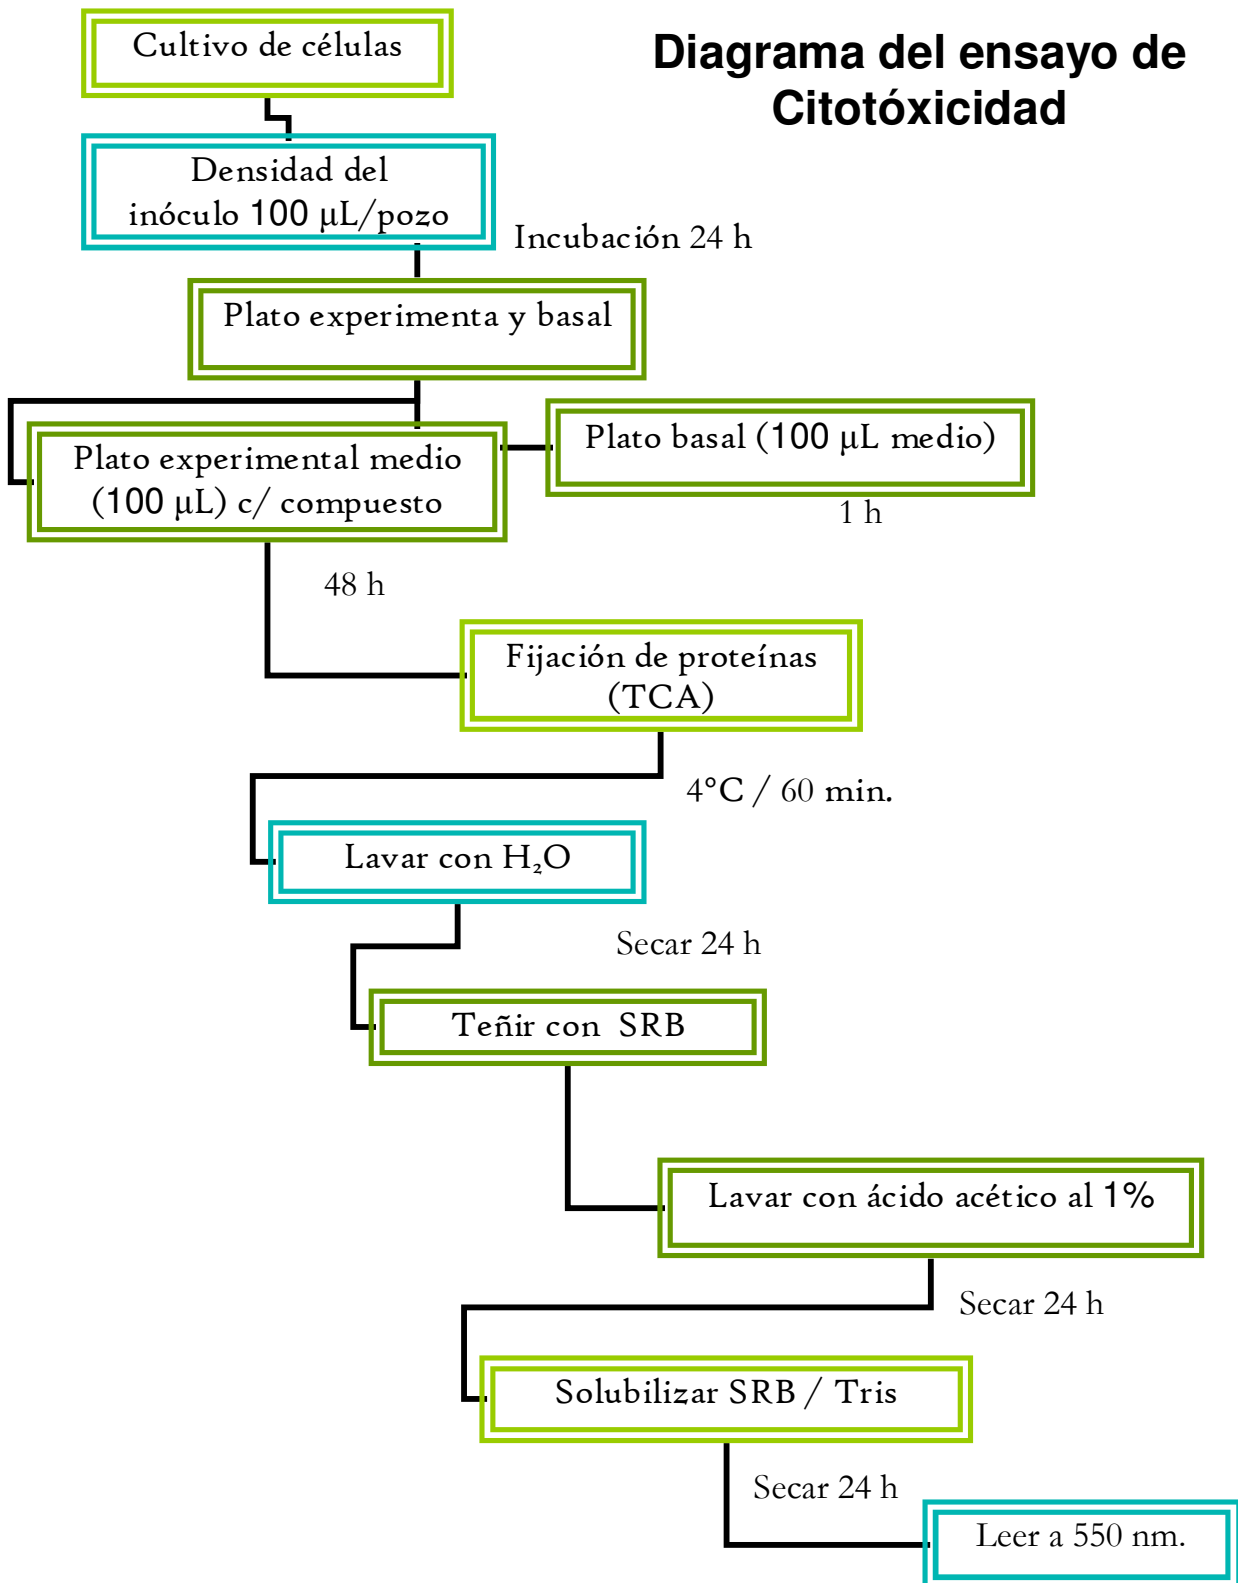 Diagrama del ensayo de
Citotóxicidad
Cultivo de células
Densidad del
inóculo 100 µL/pozo
Incubación 24 h
Plato experimenta y basal
Plato experimental medio
(100 µL) c/ compuesto
Plato basal (100 µL medio)
1 h
48 h
Fijación de proteínas
(TCA)
4°C / 60 min.
Lavar con H₂O
Secar 24 h
Teñir con SRB
Lavar con ácido acético al 1%
Secar 24 h
Solubilizar SRB / Tris
Secar 24 h
Leer a 550 nm.